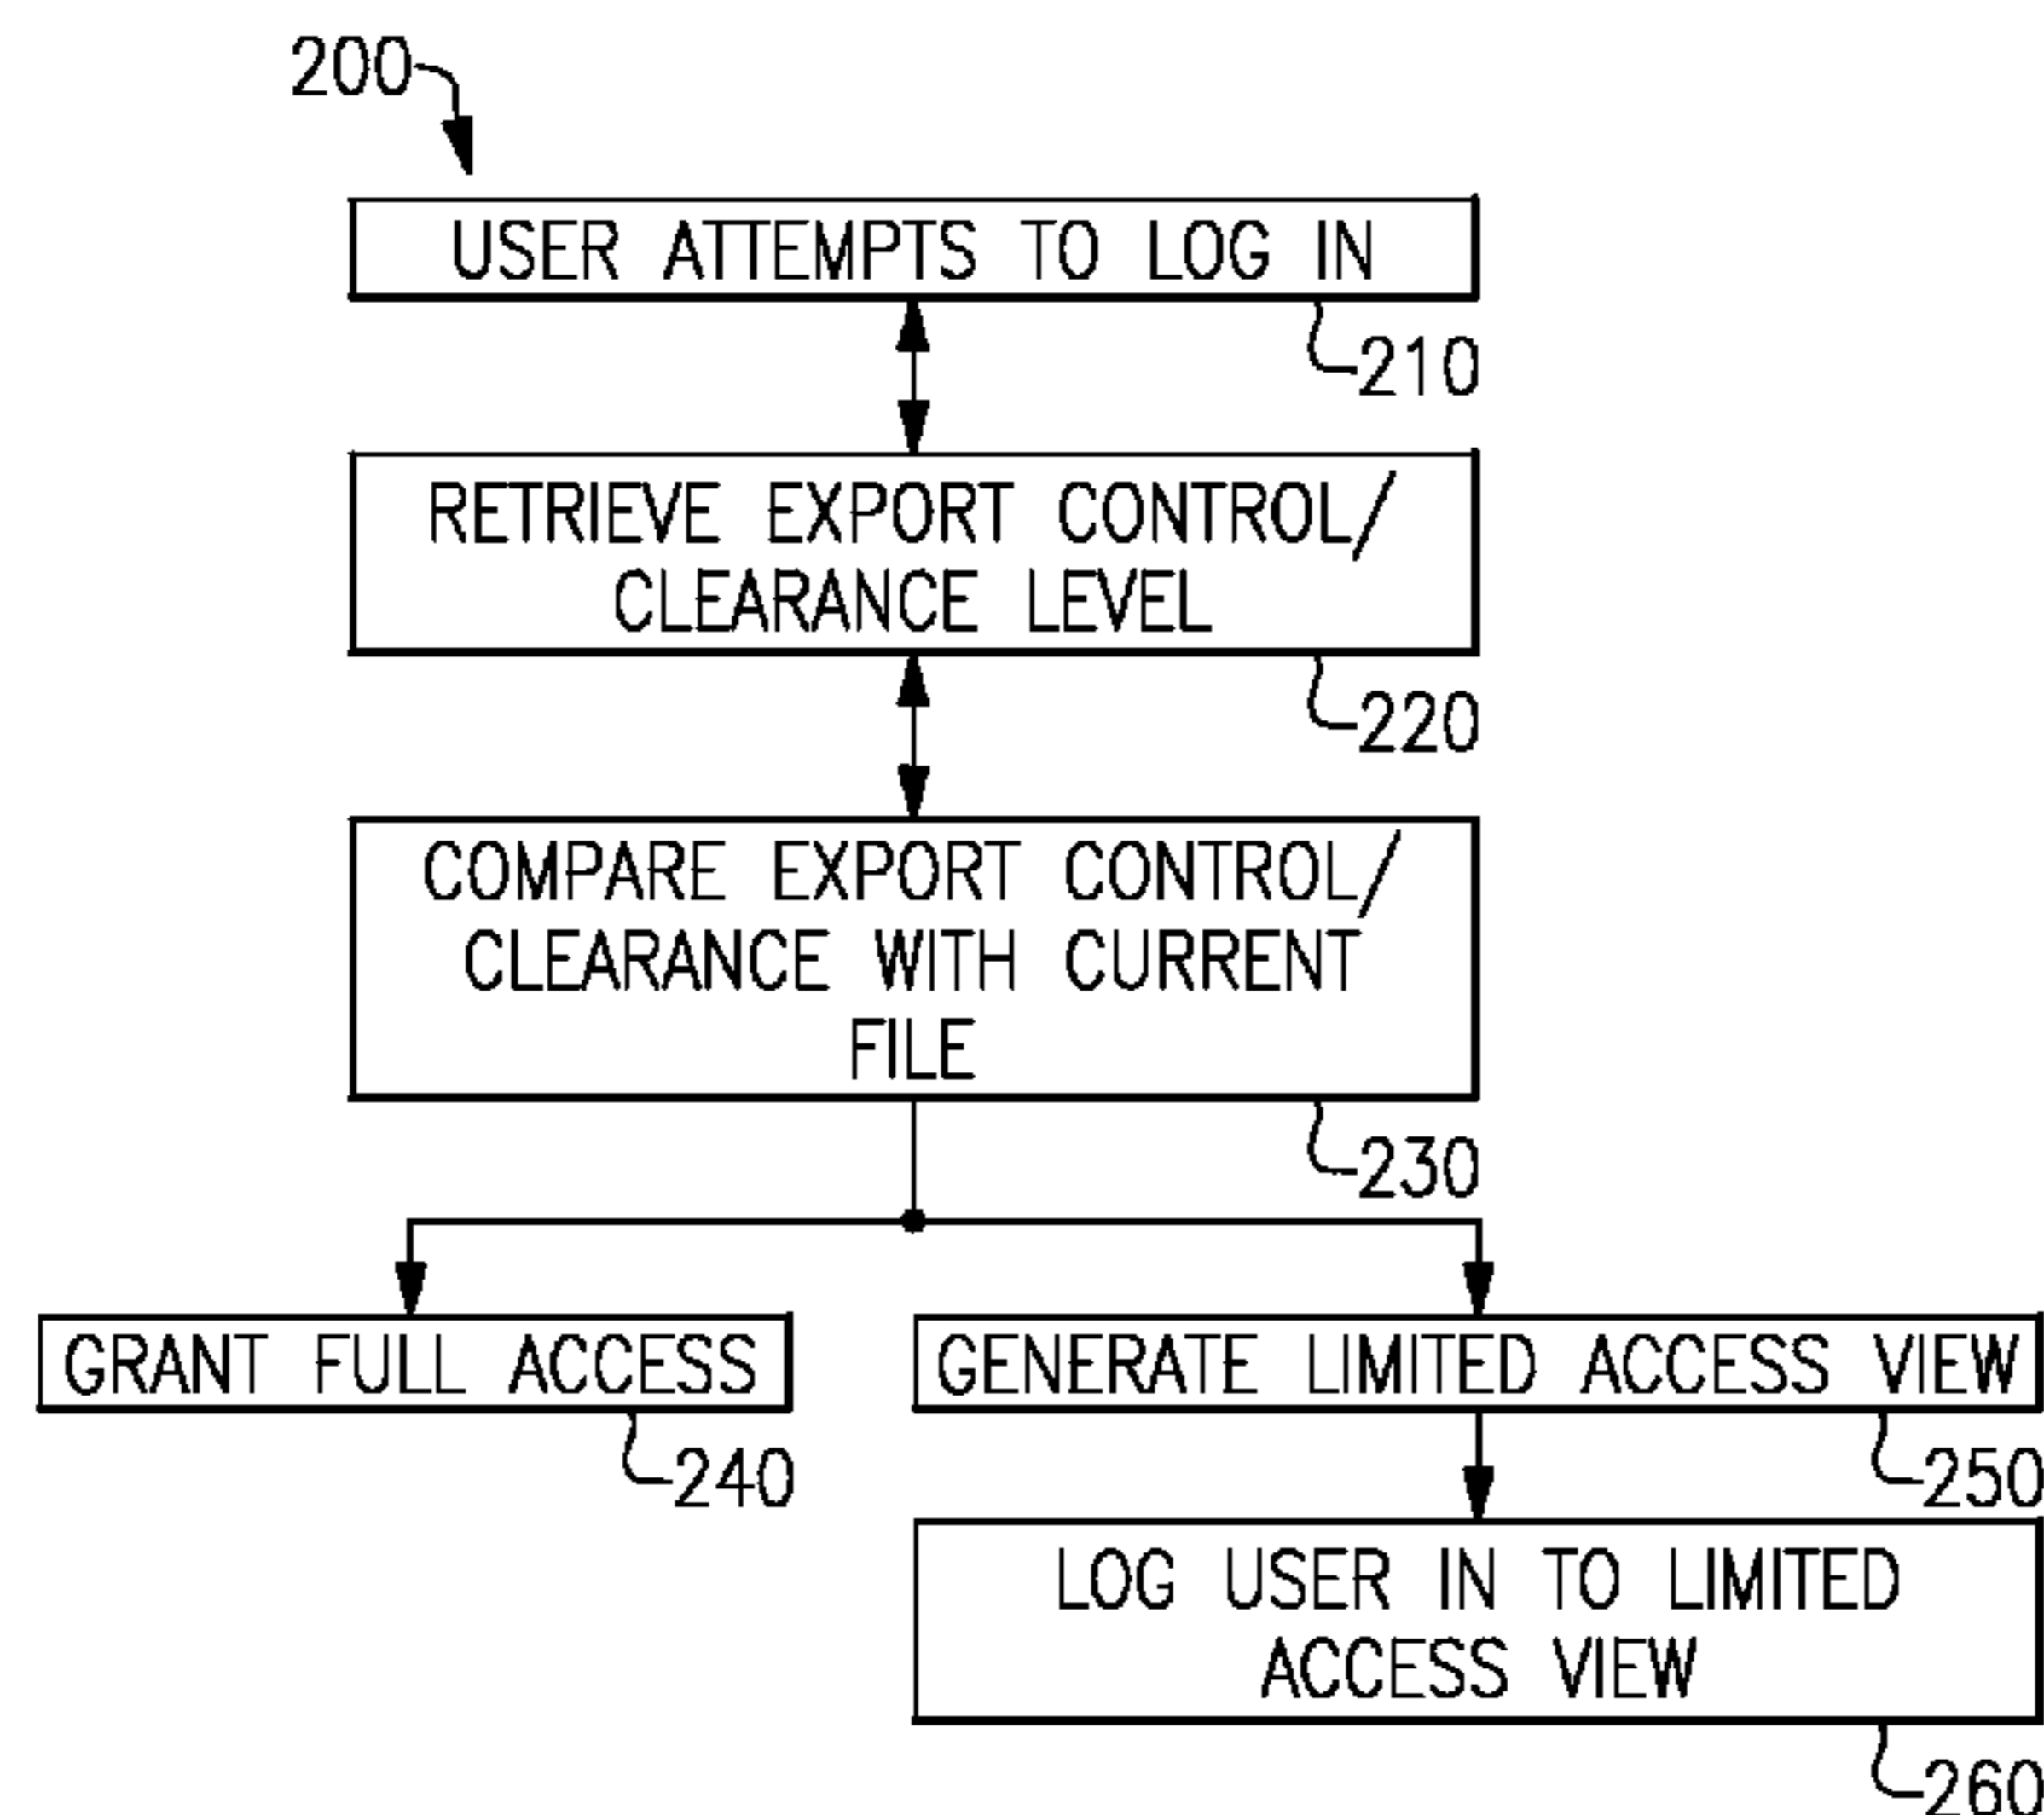 200
USER ATTEMPTS TO LOG IN
210
RETRIEVE EXPORT CONTROL/
CLEARANCE LEVEL
220
COMPARE EXPORT CONTROL/
CLEARANCE WITH CURRENT
FILE
230
GRANT FULL ACCESS
240
GENERATE LIMITED ACCESS VIEW
250
LOG USER IN TO LIMITED
ACCESS VIEW
260